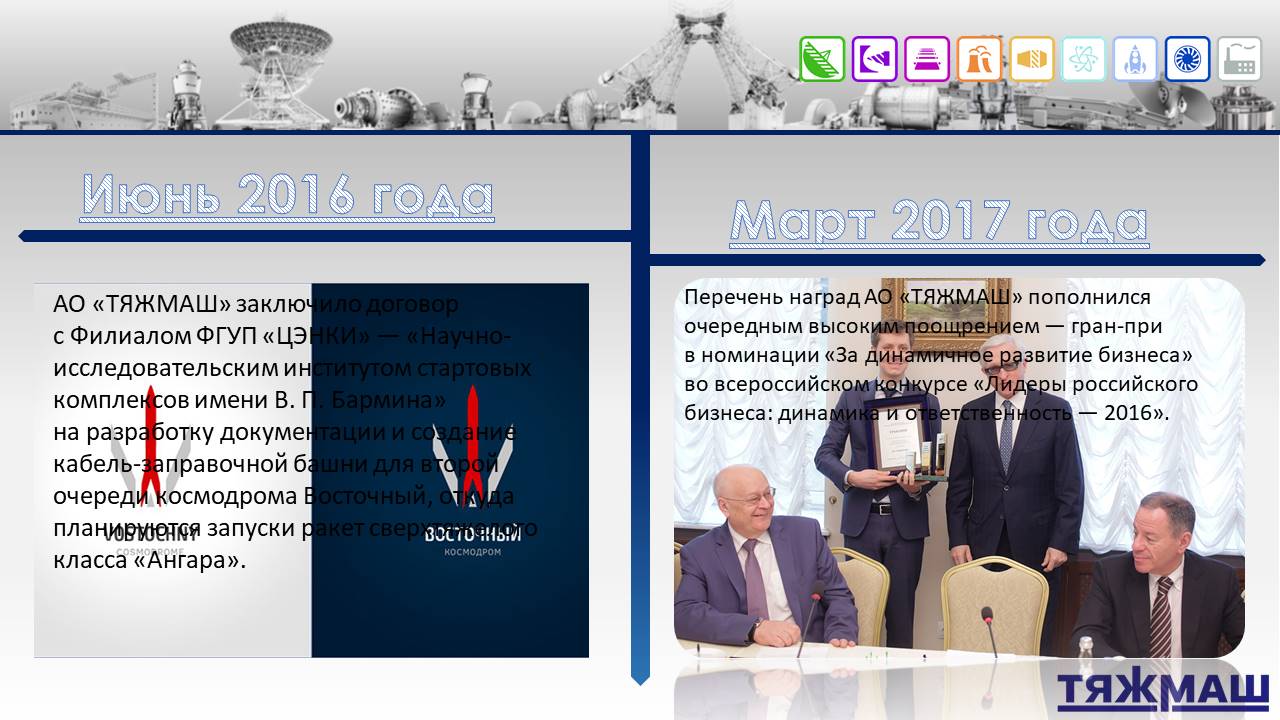 Июнь 2016 года
АО «ТЯЖМАШ» заключило договор
с Филиалом ФГУП «ЦЭНКИ» — «Научно-
исследовательским институтом стартовых
комплексов имени В. П. Бармина»
на разработку документации и создание
кабель-заправочной башни для второй
очереди космодрома Восточный, откуда
планируются запуски ракет сверхтяжелого
класса «Ангара».
VOSTOCHNY
COSMODROME
ВОСТОЧНЫЙ
КОСМОДРОМ
Март 2017 года
Перечень наград АО «ТЯЖМАШ» пополнился
очередным высоким поощрением — гран-при
в номинации «За динамичное развитие бизнеса»
во всероссийском конкурсе «Лидеры российского
бизнеса: динамика и ответственность — 2016».
ТЯЖМАШ